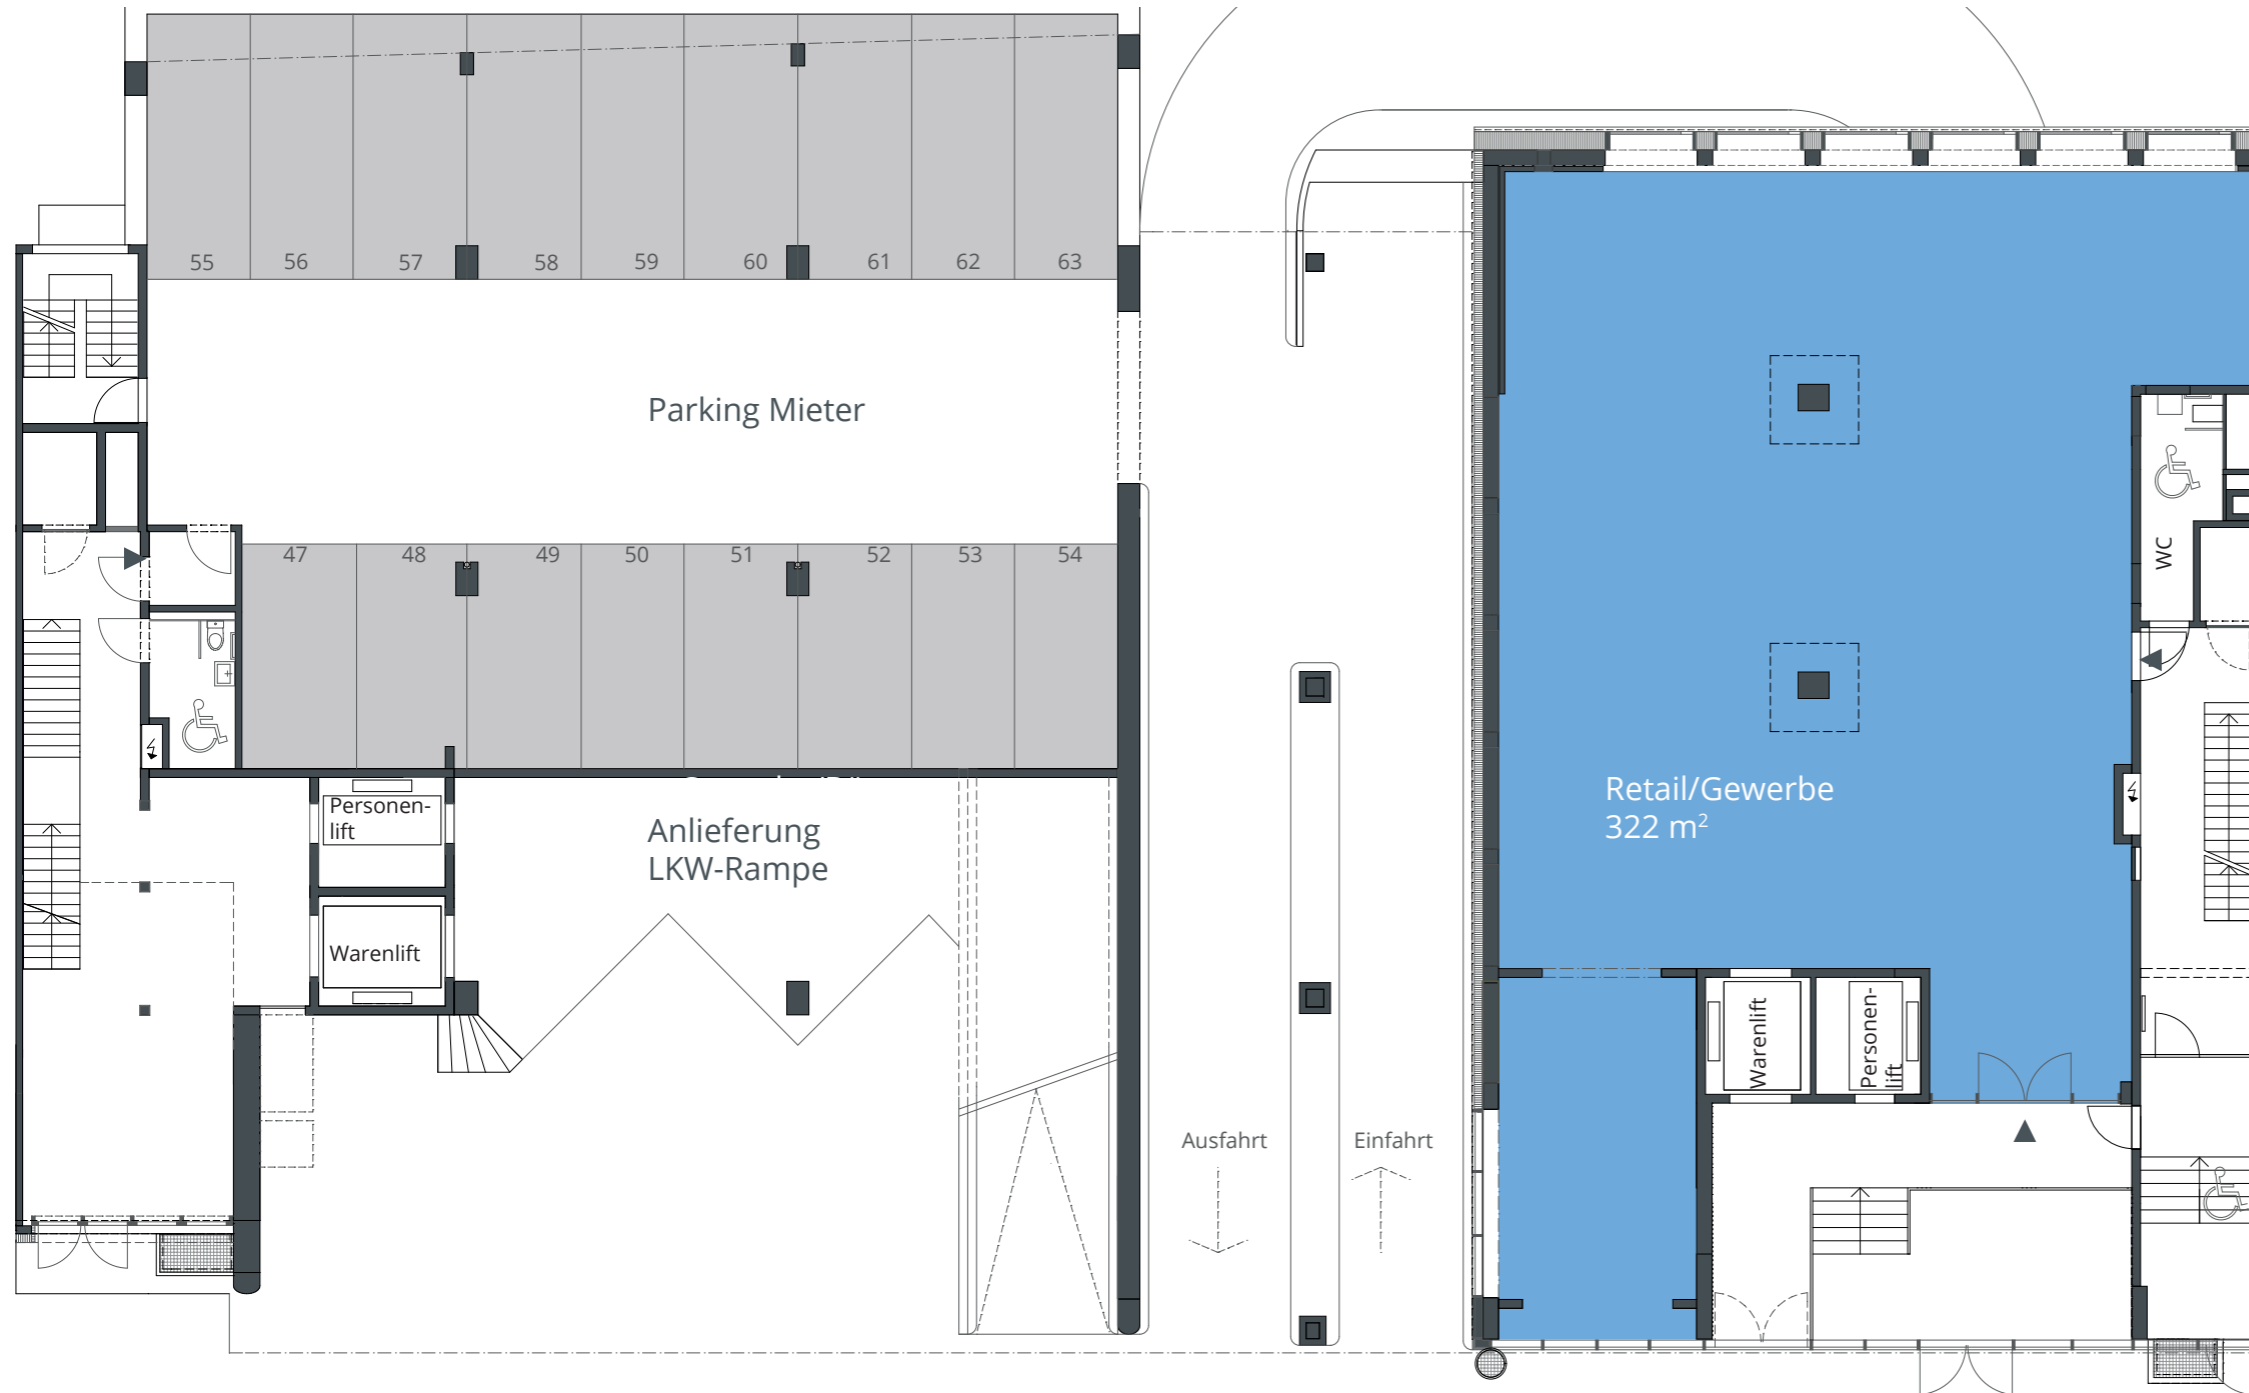 55 56 57 58 59 60 61 62 63
Parking Mieter
47 48 49 50 51 52 53 54
WC
Personen-
lift
Anlieferung
LKW-Rampe
Warenlift
Retail/Gewerbe
322 m²
Warenlift
Personen-
lift
Ausfahrt
Einfahrt